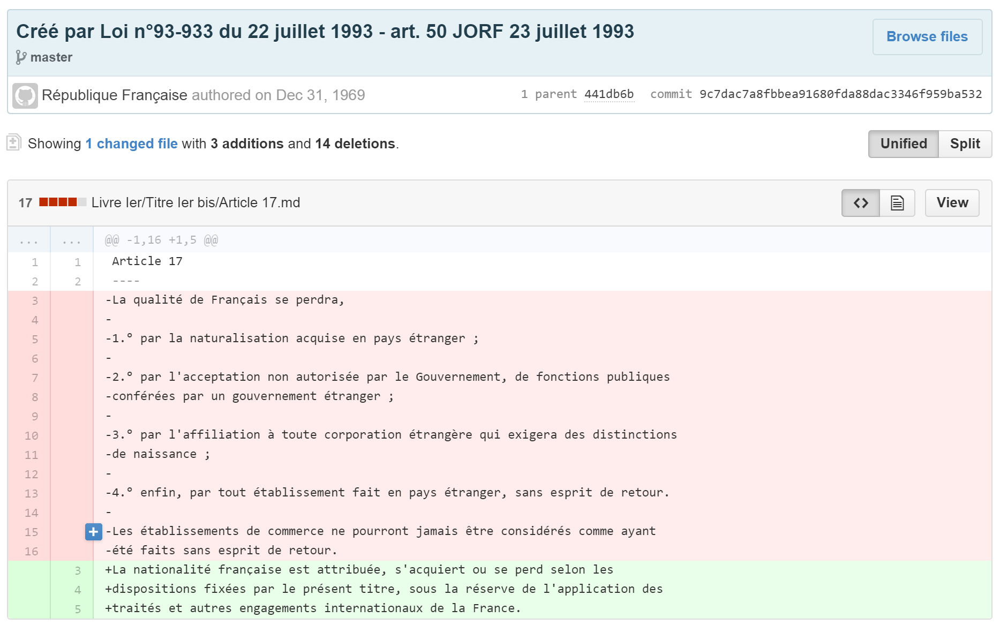 Créé par Loi n°93-933 du 22 juillet 1993 - art. 50 JORF 23 juillet 1993
Browse files
master
République Française authored on Dec 31, 1969
1 parent 441db6b commit 9c7dac7a8fbbea91680fda88dac3346f959ba532
Showing 1 changed file with 3 additions and 14 deletions.
Unified Split
17 Livre Ier/Titre Ier bis/Article 17.md
<> View
... ... @@ -1,16 +1,5 @@
1 1 Article 17
2 2 ----
3 -La qualité de Français se perdra,
4 -
5 -1.° par la naturalisation acquise en pays étranger ;
6 -
7 -2.° par l'acceptation non autorisée par le Gouvernement, de fonctions publiques
8 -conférées par un gouvernement étranger ;
9 -
10 -3.° par l'affiliation à toute corporation étrangère qui exigera des distinctions
11 -de naissance ;
12 -
13 -4.° enfin, par tout établissement fait en pays étranger, sans esprit de retour.
14 -
15 + -Les établissements de commerce ne pourront jamais être considérés comme ayant
16 -été faits sans esprit de retour.
3 +La nationalité française est attribuée, s'acquiert ou se perd selon les
4 +dispositions fixées par le présent titre, sous la réserve de l'application des
5 +traités et autres engagements internationaux de la France.